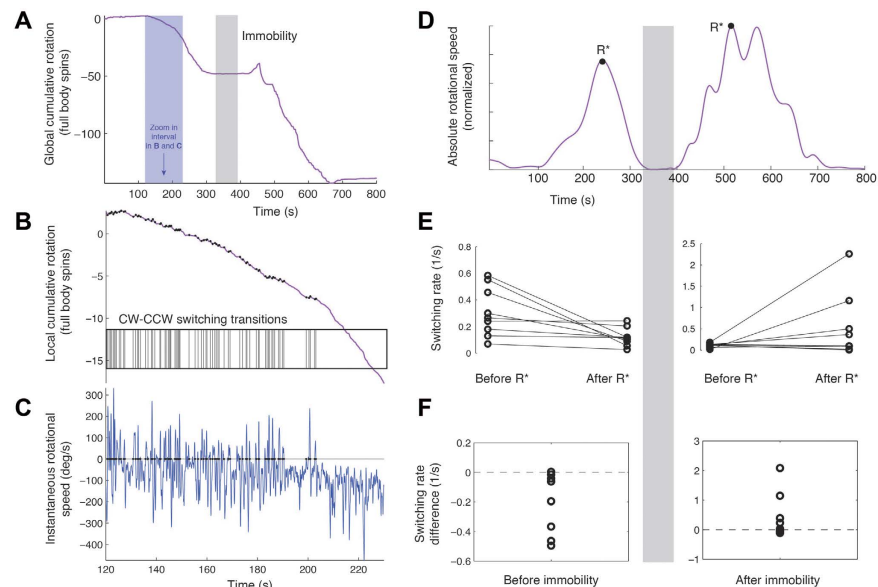 A
Global cumulative rotation
(full body spins)
0
−50
−100
Immobility
Zoom in
interval
in B and C
100 200 300 400 500 600 700 800
Time (s)
B
Local cumulative rotation
(full body spins)
0
−5
−10
−15
CW-CCW switching transitions
C
Instantaneous rotational
speed (deg/s)
300
200
100
0
−100
−200
−300
−400
120 140 160 180 200 220
Time (s)
D
Absolute rotational speed
(normalized)
R*
R*
100 200 300 400 500 600 700 800
Time (s)
E
Switching rate (1/s)
0.8
0.6
0.4
0.2
0
Before R* After R*
2.5
2
1.5
1
0.5
0
Before R* After R*
F
Switching rate
difference (1/s)
0.2
0
−0.2
−0.4
−0.6
Before immobility
3
2
1
0
−1
After immobility